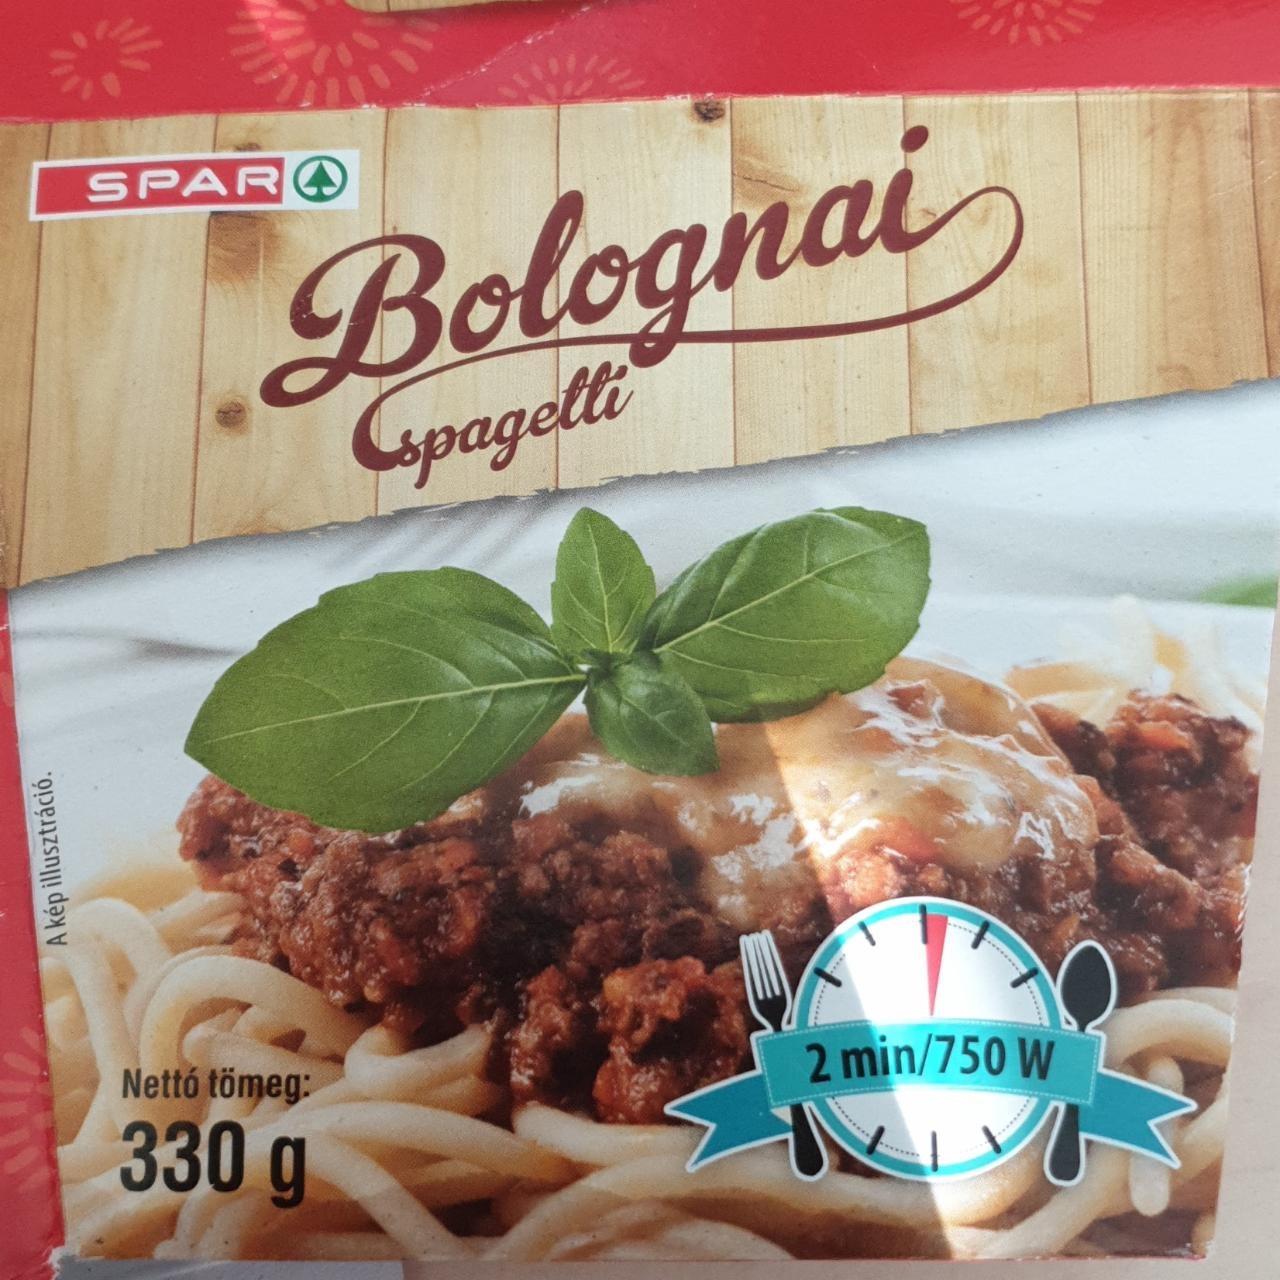 SPAR
Bolognai
spagetti
A kép illusztráció.
2 min/750 W
Nettó tömeg:
330 g